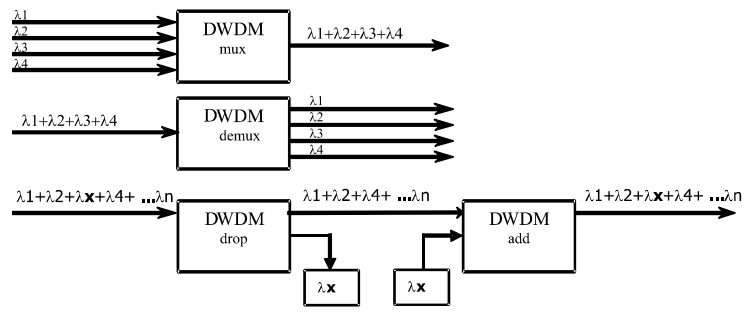 λ1
λ2
λ3
λ4
DWDM
mux
λ1+λ2+λ3+λ4
λ1+λ2+λ3+λ4
DWDM
demux
λ1
λ2
λ3
λ4
λ1+λ2+λx+λ4+ ...λn
DWDM
drop
λ1+λ2+λ4+ ...λn
λx
λx
DWDM
add
λ1+λ2+λx+λ4+ ...λn